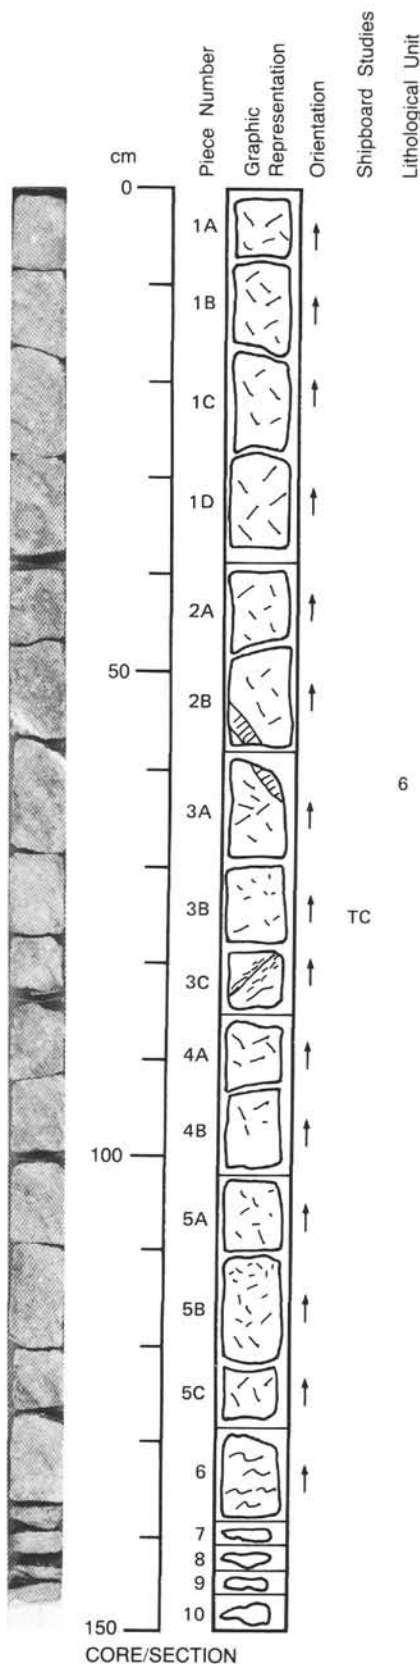 cm
Piece Number
Graphic
Representation
Orientation
Shipboard Studies
Lithological Unit
0
1A
1B
1C
1D
2A
50
2B
6
3A
3B TC
3C
4A
4B
100
5A
5B
5C
6
7
8
9
10
150
CORE/SECTION